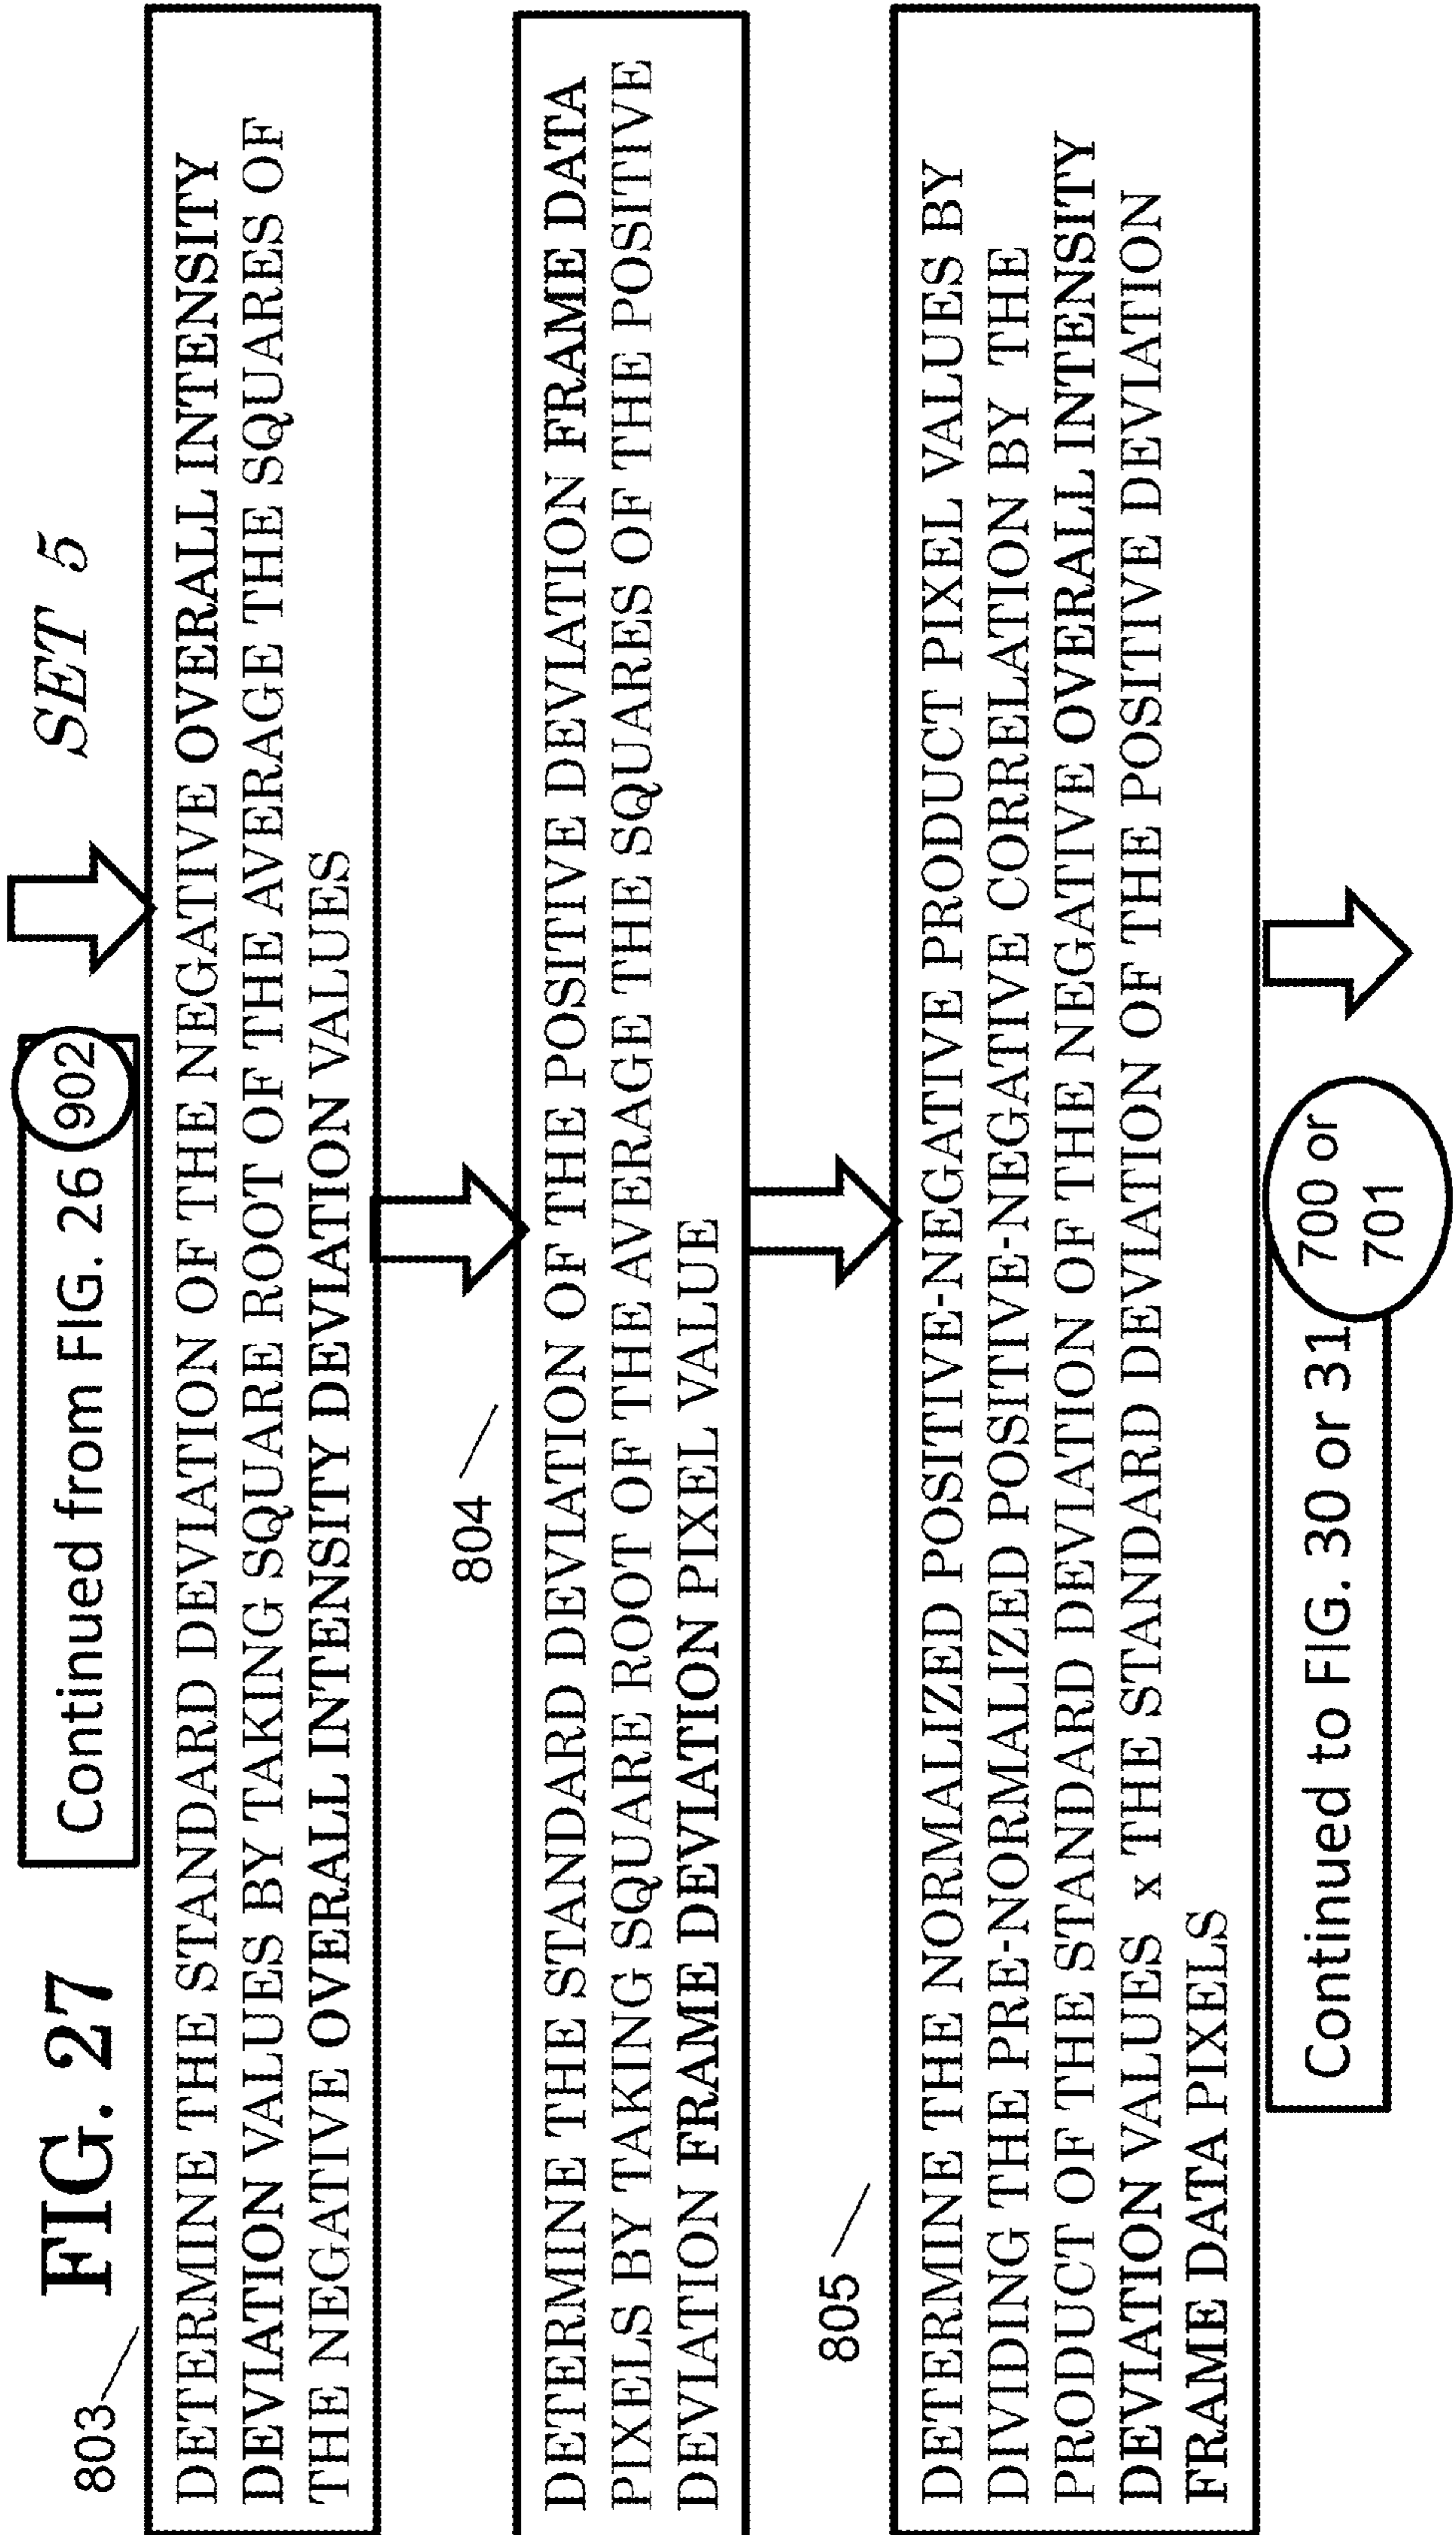 FIG. 27
Continued from FIG. 26 902
SET 5
803
DETERMINE THE STANDARD DEVIATION OF THE NEGATIVE OVERALL INTENSITY
DEVIATION VALUES BY TAKING SQUARE ROOT OF THE AVERAGE THE SQUARES OF
THE NEGATIVE OVERALL INTENSITY DEVIATION VALUES
804
DETERMINE THE STANDARD DEVIATION OF THE POSITIVE DEVIATION FRAME DATA
PIXELS BY TAKING SQUARE ROOT OF THE AVERAGE THE SQUARES OF THE POSITIVE
DEVIATION FRAME DEVIATION PIXEL VALUE
805
DETERMINE THE NORMALIZED POSITIVE-NEGATIVE PRODUCT PIXEL VALUES BY
DIVIDING THE PRE-NORMALIZED POSITIVE-NEGATIVE CORRELATION BY THE
PRODUCT OF THE STANDARD DEVIATION OF THE NEGATIVE OVERALL INTENSITY
DEVIATION VALUES x THE STANDARD DEVIATION OF THE POSITIVE DEVIATION
FRAME DATA PIXELS
Continued to FIG. 30 or 31
700 or
701